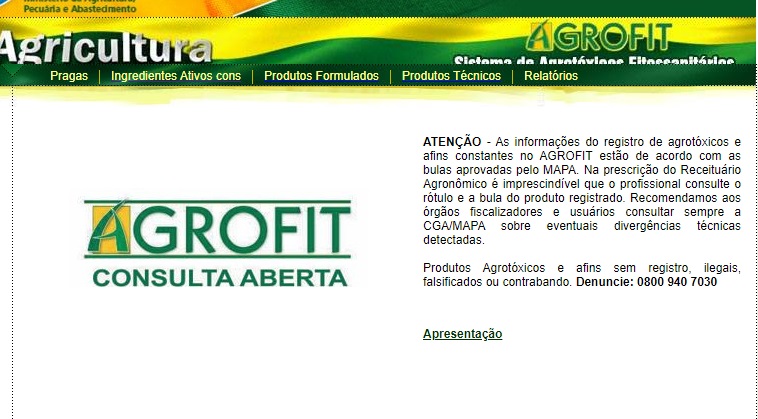 Ministério da Agricultura,
Pecuária e Abastecimento
Agricultura
AGROFIT
Sistema de Agrotóxicos Fitossanitários
Pragas
Ingredientes Ativos cons
Produtos Formulados
Produtos Técnicos
Relatórios
AGROFIT
CONSULTA ABERTA
ATENÇÃO - As informações do registro de agrotóxicos e
afins constantes no AGROFIT estão de acordo com as
bulas aprovadas pelo MAPA. Na prescrição do Receituário
Agronômico é imprescindível que o profissional consulte o
rótulo e a bula do produto registrado. Recomendamos aos
órgãos fiscalizadores e usuários consultar sempre a
CGA/MAPA sobre eventuais divergências técnicas
detectadas.
Produtos Agrotóxicos e afins sem registro, ilegais,
falsificados ou contrabando. Denuncie: 0800 940 7030
Apresentação